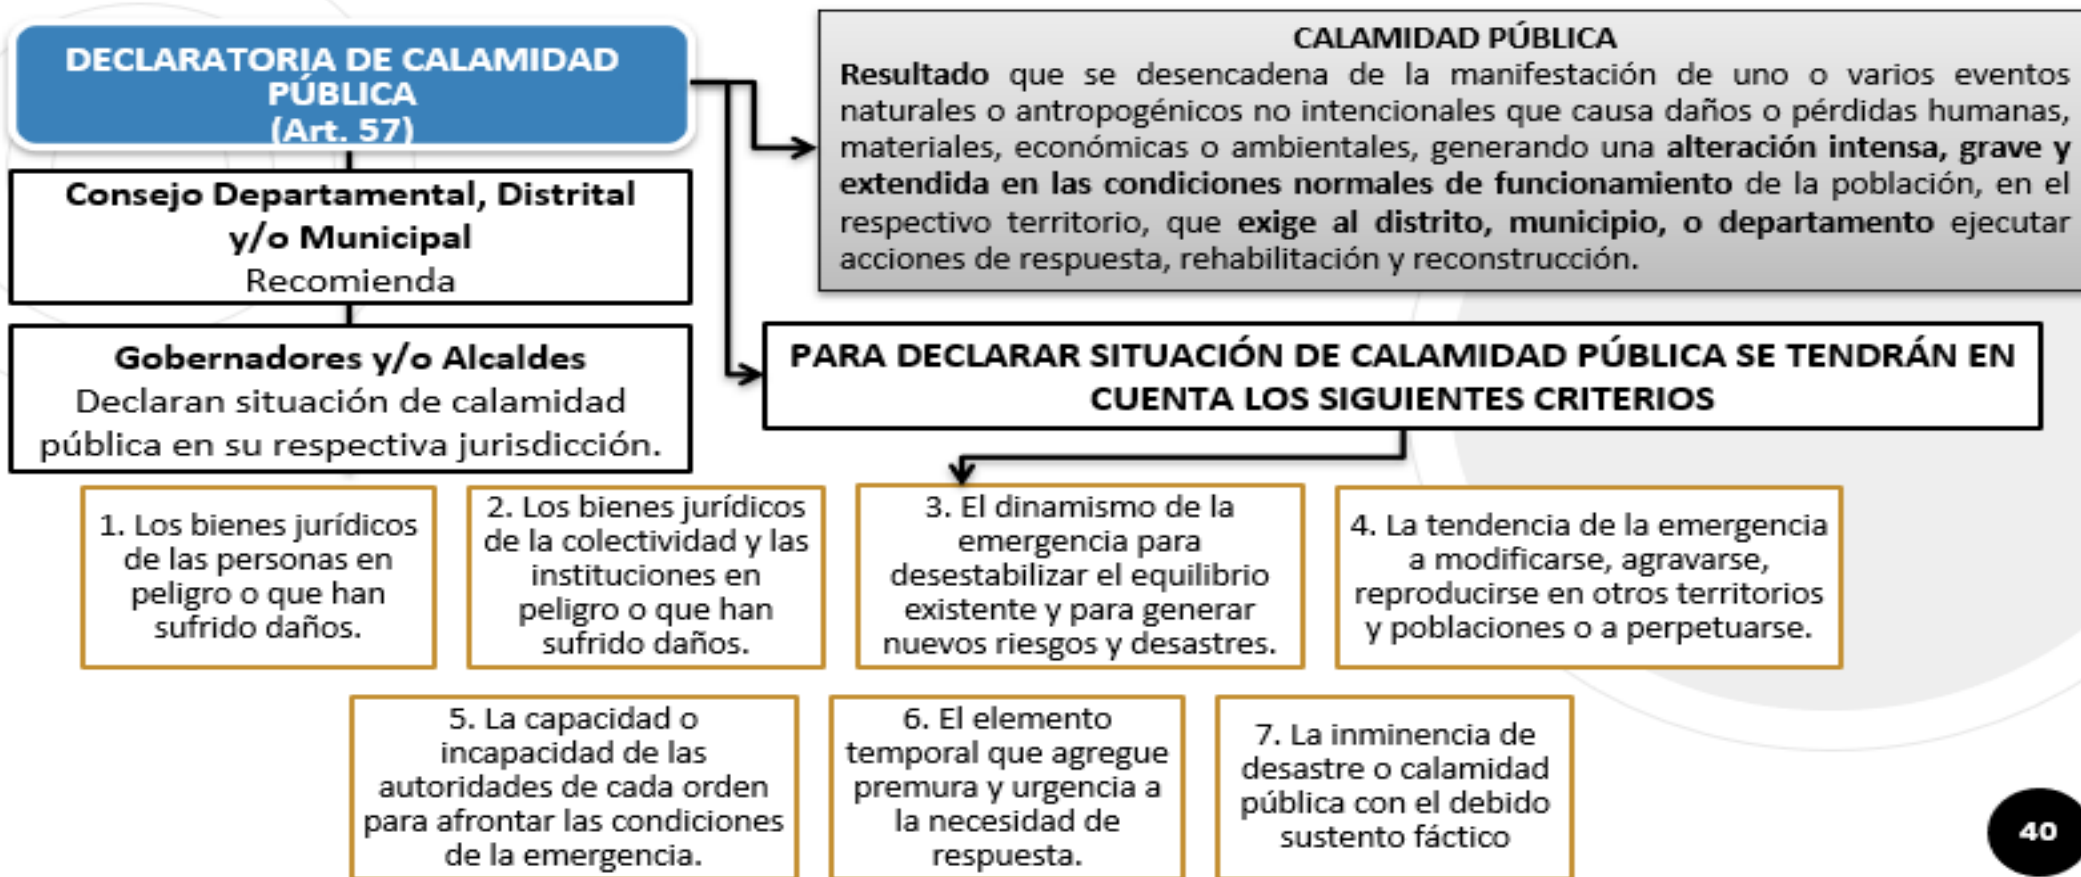 DECLARATORIA DE CALAMIDAD
PÚBLICA
(Art. 57)
Consejo Departamental, Distrital
y/o Municipal
Recomienda
Gobernadores y/o Alcaldes
Declaran situación de calamidad
pública en su respectiva jurisdicción.
CALAMIDAD PÚBLICA
Resultado que se desencadena de la manifestación de uno o varios eventos
naturales o antropogénicos no intencionales que causa daños o pérdidas humanas,
materiales, económicas o ambientales, generando una alteración intensa, grave y
extendida en las condiciones normales de funcionamiento de la población, en el
respectivo territorio, que exige al distrito, municipio, o departamento ejecutar
acciones de respuesta, rehabilitación y reconstrucción.
PARA DECLARAR SITUACIÓN DE CALAMIDAD PÚBLICA SE TENDRÁN EN
CUENTA LOS SIGUIENTES CRITERIOS
1. Los bienes jurídicos
de las personas en
peligro o que han
sufrido daños.
2. Los bienes jurídicos
de la colectividad y las
instituciones en
peligro o que han
sufrido daños.
3. El dinamismo de la
emergencia para
desestabilizar el equilibrio
existente y para generar
nuevos riesgos y desastres.
4. La tendencia de la emergencia
a modificarse, agravarse,
reproducirse en otros territorios
y poblaciones o a perpetuarse.
5. La capacidad o
incapacidad de las
autoridades de cada orden
para afrontar las condiciones
de la emergencia.
6. El elemento
temporal que agregue
premura y urgencia a
la necesidad de
respuesta.
7. La inminencia de
desastre o calamidad
pública con el debido
sustento fáctico
40